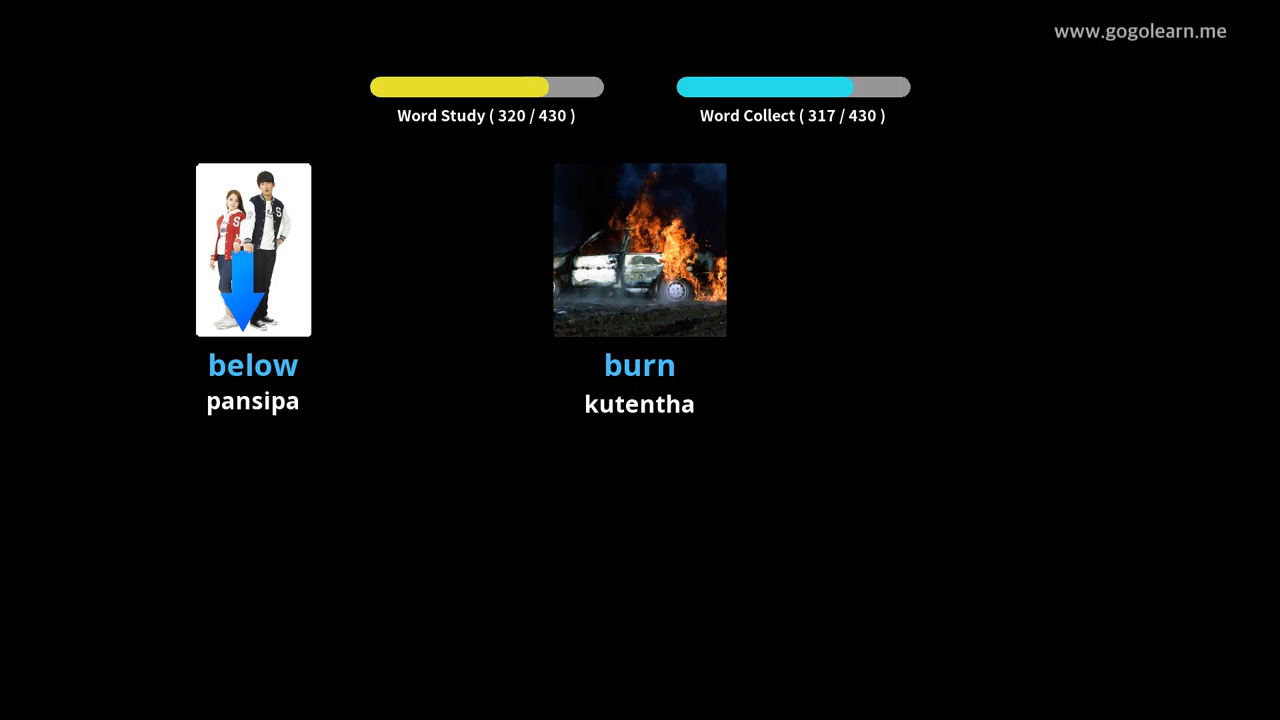 www.gogolearn.me
Word Study ( 320 / 430 )
Word Collect ( 317 / 430 )
S
S
below
pansipa
burn
kutentha